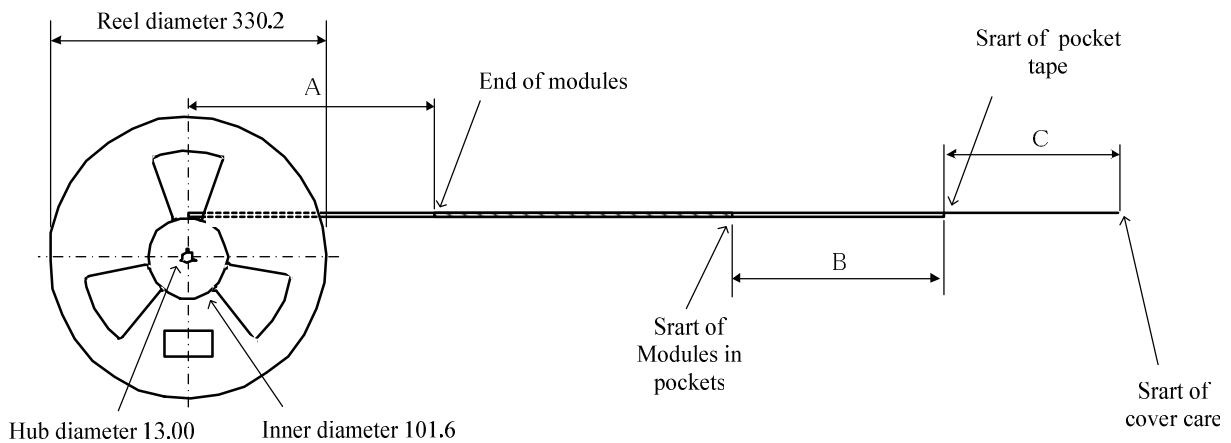 Reel diameter 330.2
A
End of modules
Srart of pocket
tape
C
B
Srart of
Modules in
pockets
Srart of
cover care
Hub diameter 13.00
Inner diameter 101.6